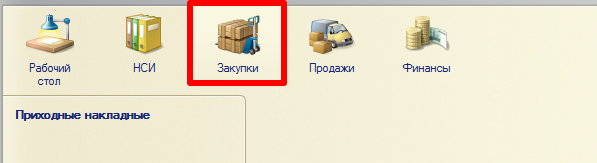 Рабочий
стол
НСИ
Закупки
Продажи
Финансы
Приходные накладные